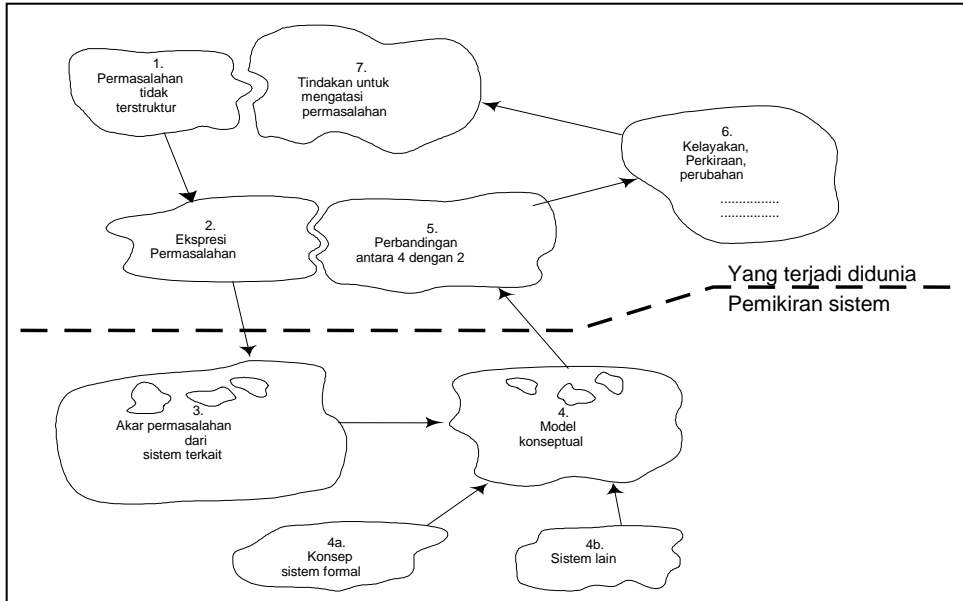 1.
Permasalahan
tidak
terstruktur
7.
Tindakan untuk
mengatasi
permasalahan
6.
Kelayakan,
Perkiraan,
perubahan
................
................
2.
Ekspresi
Permasalahan
5.
Perbandingan
antara 4 dengan 2
Yang terjadi didunia
Pemikiran sistem
3.
Akar permasalahan
dari
sistem terkait
4.
Model
konseptual
4a.
Konsep
sistem formal
4b.
Sistem lain